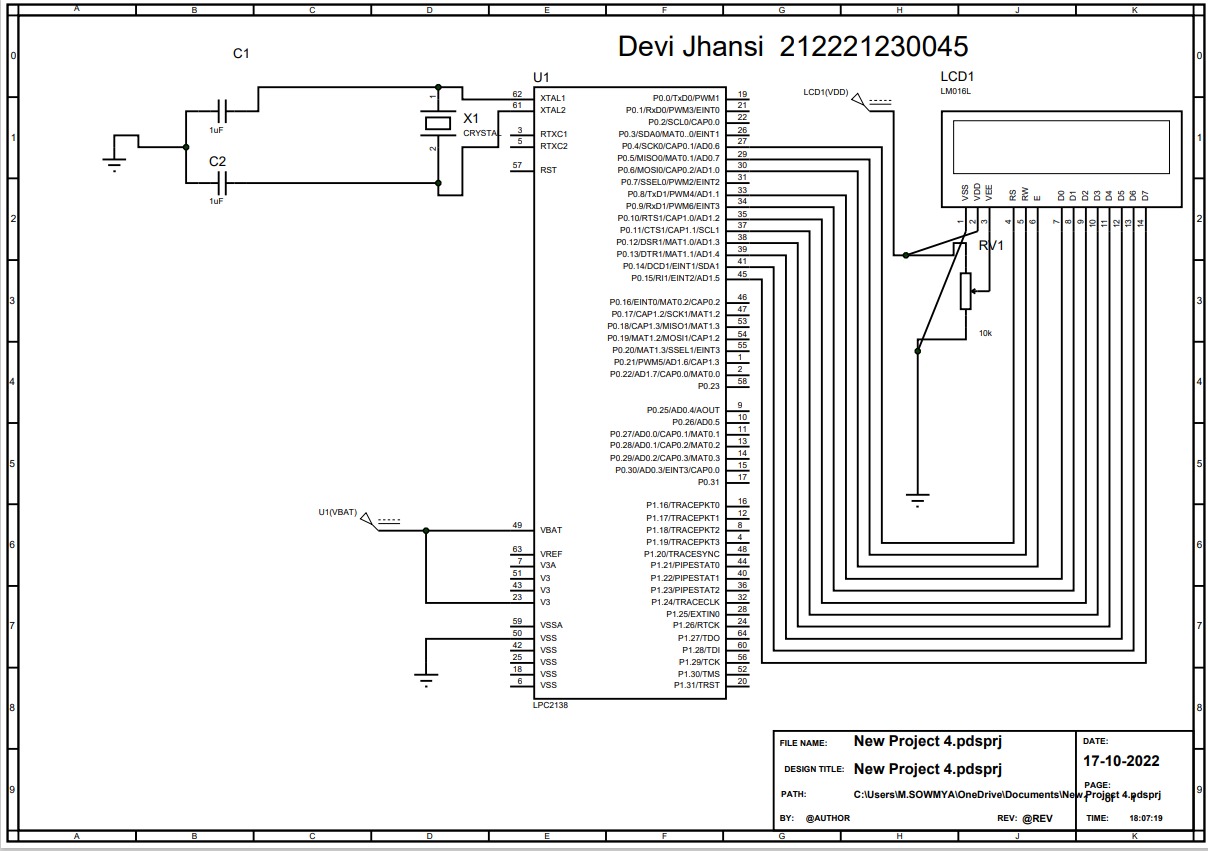 A B C D E F G H J K
Devi Jhansi 212221230045
0 0
C1
1uF
C2
1uF
X1
CRYSTAL
1
2
U1
LCD1
LM016L
LCD1(VDD)
62 XTAL1
61 XTAL2
3 RTXC1
5 RTXC2
57 RST
49 VBAT
63 VREF
7 V3A
51 V3
43 V3
23 V3
59 VSSA
50 VSS
42 VSS
25 VSS
18 VSS
6 VSS
P0.0/TxD0/PWM1 19
P0.1/RxD0/PWM3/EINT0 21
P0.2/SCL0/CAP0.0 22
P0.3/SDA0/MAT0..0/EINT1 26
P0.4/SCK0/CAP0.1/AD0.6 27
P0.5/MISO0/MAT0.1/AD0.7 29
P0.6/MOSI0/CAP0.2/AD1.0 30
P0.7/SSEL0/PWM2/EINT2 31
P0.8/TxD1/PWM4/AD1.1 33
P0.9/RxD1/PWM6/EINT3 34
P0.10/RTS1/CAP1.0/AD1.2 35
P0.11/CTS1/CAP1.1/SCL1 37
P0.12/DSR1/MAT1.0/AD1.3 38
P0.13/DTR1/MAT1.1/AD1.4 39
P0.14/DCD1/EINT1/SDA1 41
P0.15/RI1/EINT2/AD1.5 45
P0.16/EINT0/MAT0.2/CAP0.2 46
P0.17/CAP1.2/SCK1/MAT1.2 47
P0.18/CAP1.3/MISO1/MAT1.3 53
P0.19/MAT1.2/MOSI1/CAP1.2 54
P0.20/MAT1.3/SSEL1/EINT3 55
P0.21/PWM5/AD1.6/CAP1.3 1
P0.22/AD1.7/CAP0.0/MAT0.0 2
P0.23 58
P0.25/AD0.4/AOUT 9
P0.26/AD0.5 10
P0.27/AD0.0/CAP0.1/MAT0.1 11
P0.28/AD0.1/CAP0.2/MAT0.2 13
P0.29/AD0.2/CAP0.3/MAT0.3 14
P0.30/AD0.3/EINT3/CAP0.0 15
P0.31 17
P1.16/TRACEPKT0 16
P1.17/TRACEPKT1 12
P1.18/TRACEPKT2 8
P1.19/TRACEPKT3 4
P1.20/TRACESYNC 48
P1.21/PIPESTAT0 44
P1.22/PIPESTAT1 40
P1.23/PIPESTAT2 36
P1.24/TRACECLK 32
P1.25/EXTIN0 28
P1.26/RTCK 24
P1.27/TDO 64
P1.28/TDI 60
P1.29/TCK 56
P1.30/TMS 52
P1.31/TRST 20
LPC2138
U1(VBAT)
VSS VDD VEE RS RW E D0 D1 D2 D3 D4 D5 D6 D7
1 2 3 4 5 6 7 8 9 10 11 12 13 14
RV1
10k
1 1
2 2
3 3
4 4
5 5
6 6
7 7
8 8
9 9
FILE NAME: New Project 4.pdsprj
DESIGN TITLE: New Project 4.pdsprj
PATH: C:\Users\M.SOWMYA\OneDrive\Documents\New Project 4.pdsprj
BY: @AUTHOR REV: @REV
DATE:
17-10-2022
PAGE:
1 of 1
TIME: 18:07:19
A B C D E F G H J K